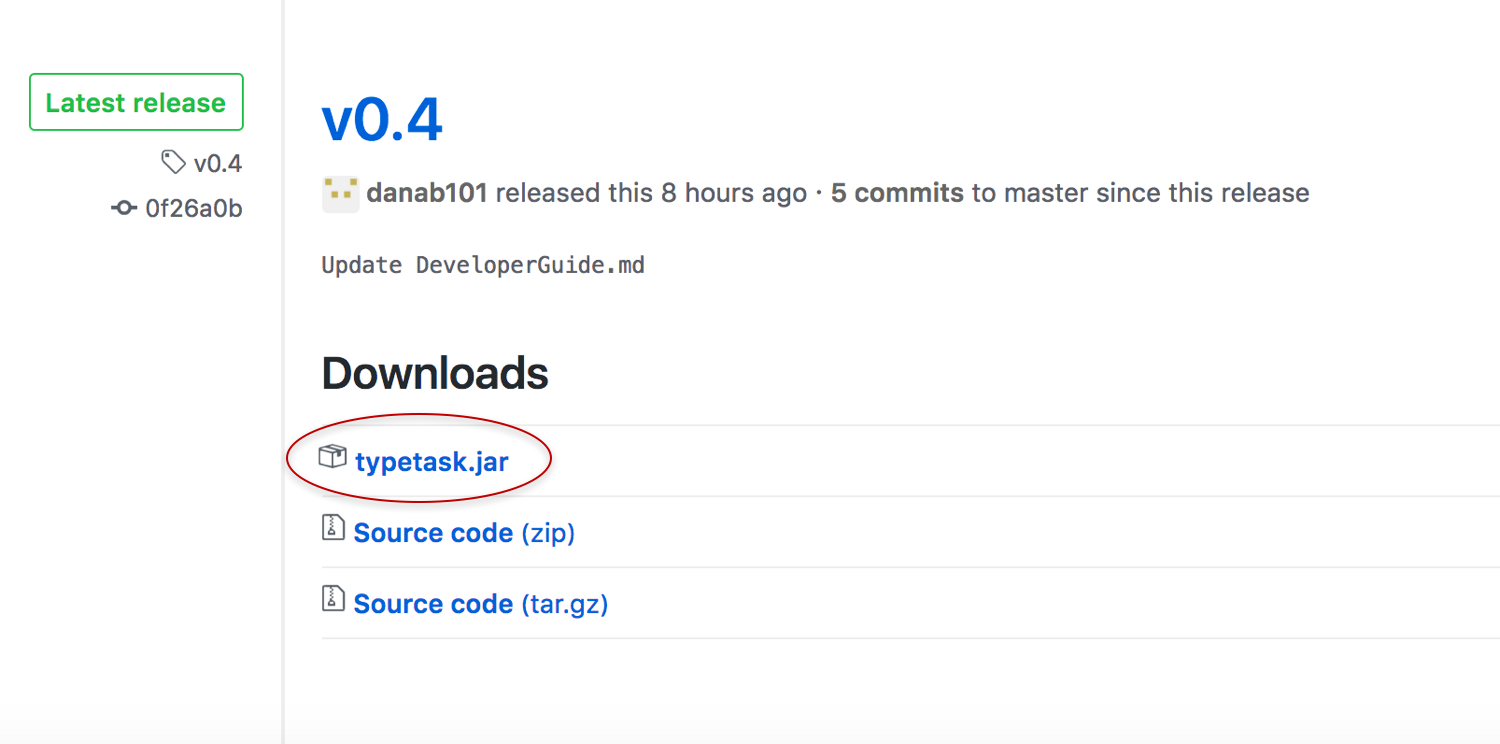 Latest release
v0.4
0f26a0b
v0.4
danab101 released this 8 hours ago · 5 commits to master since this release
Update DeveloperGuide.md
Downloads
typetask.jar
Source code (zip)
Source code (tar.gz)